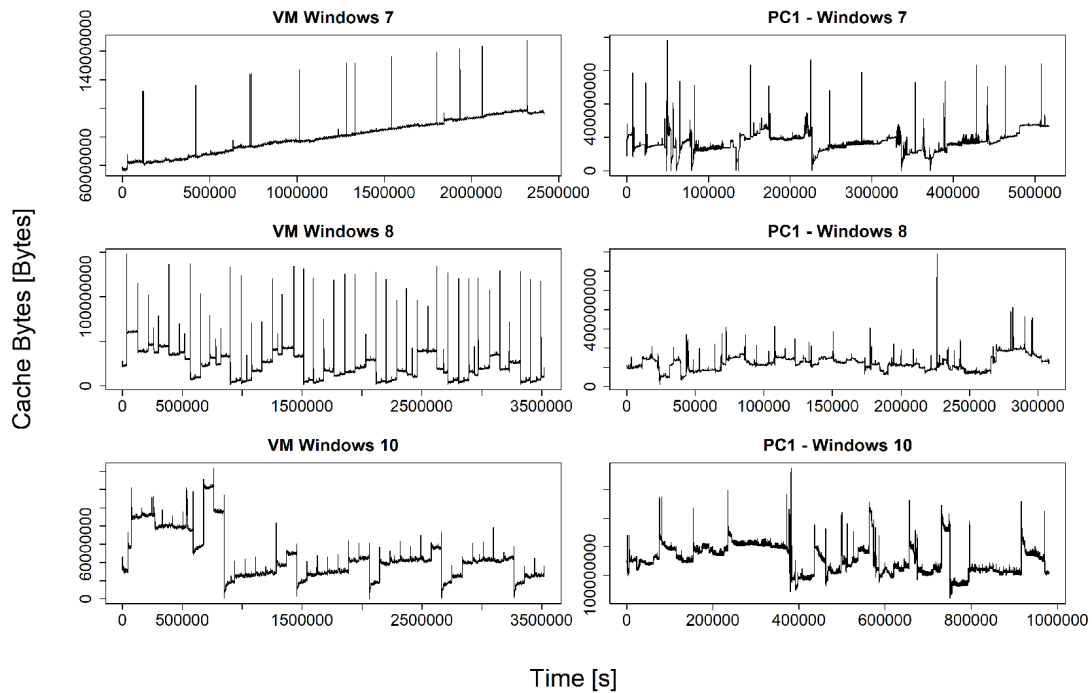 VM Windows 7
60000000 140000000
0 500000 1000000 1500000 2000000 2500000
PC1 - Windows 7
0 400000000
0 100000 200000 300000 400000 500000
VM Windows 8
0 100000000
0 500000 1500000 2500000 3500000
PC1 - Windows 8
0 400000000
0 50000 100000 150000 200000 250000 300000
VM Windows 10
0 60000000
0 500000 1500000 2500000 3500000
PC1 - Windows 10
100000000
0 200000 400000 600000 800000 1000000
Cache Bytes [Bytes]
Time [s]